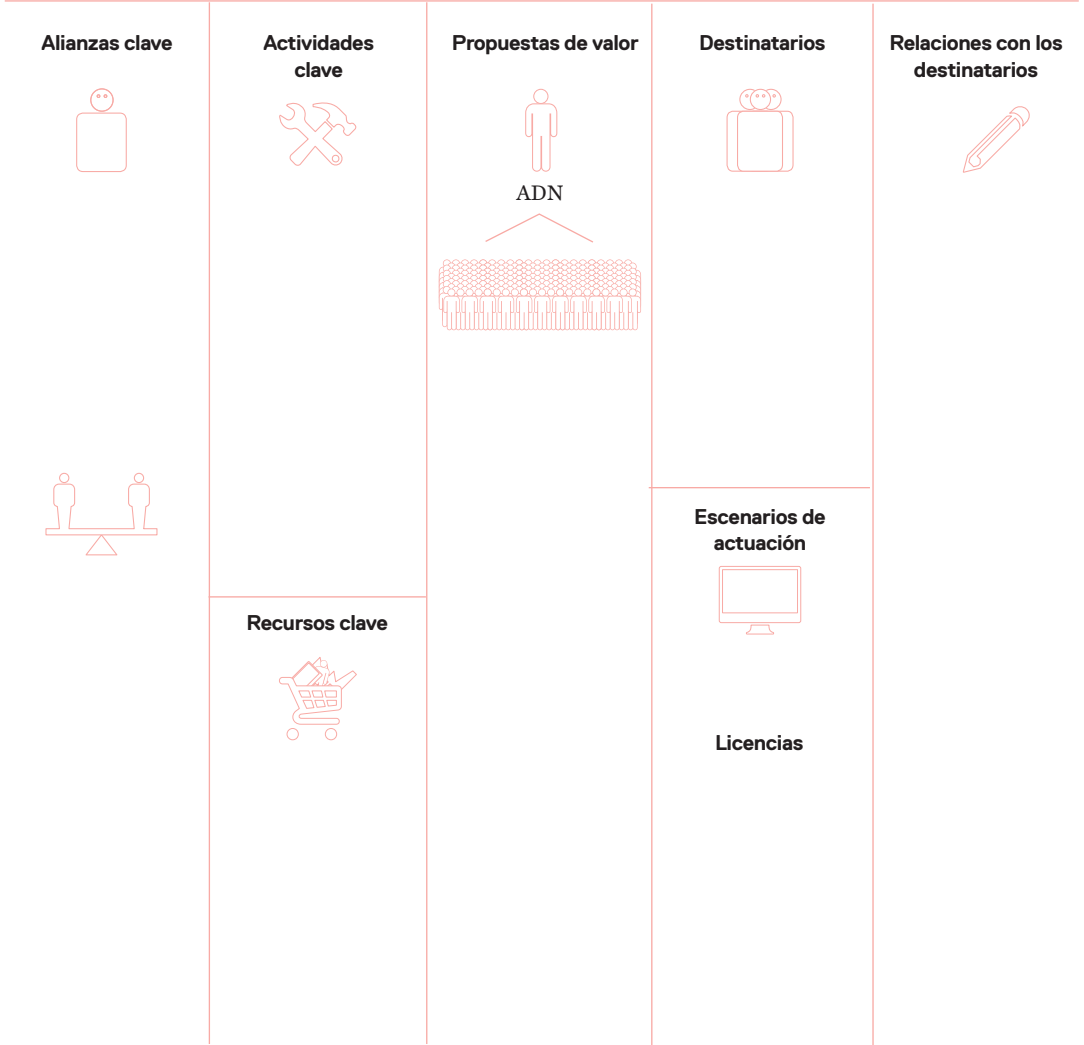 Alianzas clave
Actividades
clave
Propuestas de valor
ADN
Destinatarios
Relaciones con los
destinatarios
Escenarios de
actuación
Recursos clave
Licencias